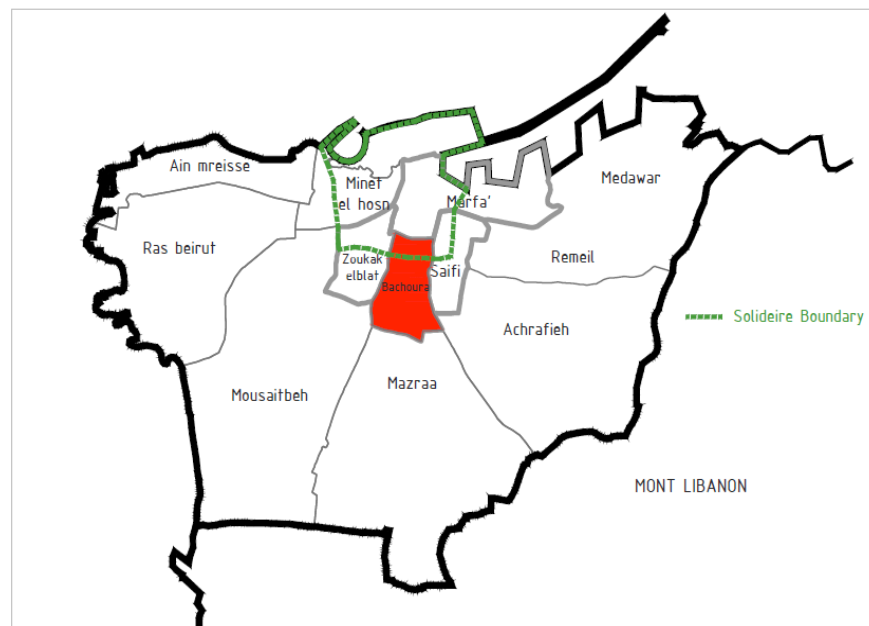 Ain mreisse
Minet
el hosn
Marfa'
Medawar
Ras beirut
Zoukak
elblat
Bachoura
Saifi
Remeil
Solideire Boundary
Achrafieh
Mousaitbeh
Mazraa
MONT LIBANON